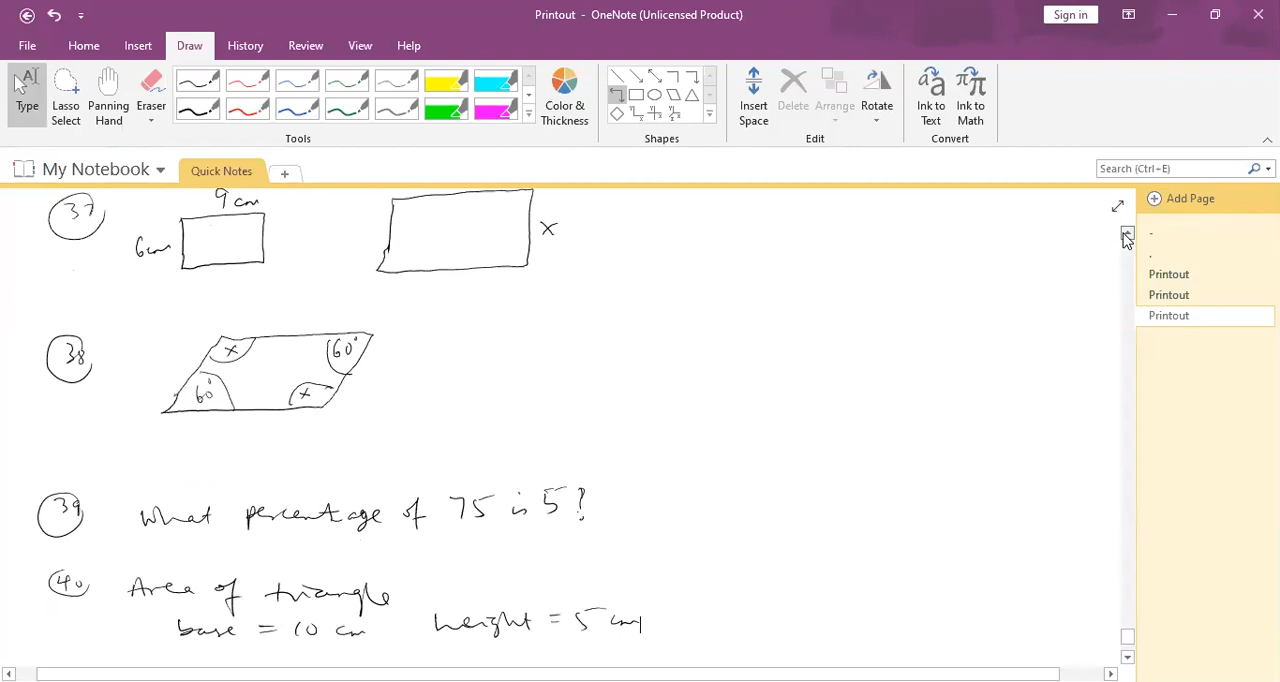 Printout - OneNote (Unlicensed Product)
Sign in
File Home Insert Draw History Review View Help
Type
Lasso Select
Panning Hand
Eraser
Color & Thickness
Insert Space
Delete
Arrange
Rotate
Ink to Text
Ink to Math
Tools
Shapes
Edit
Convert
My Notebook
Quick Notes
Search (Ctrl+E)
Add Page
-
.
Printout
Printout
Printout
37
9 cm
6cm
x
38
x 60°
60° x
39 What percentage of 75 is 5?
40 Area of triangle
base = 10 cm height = 5 cm